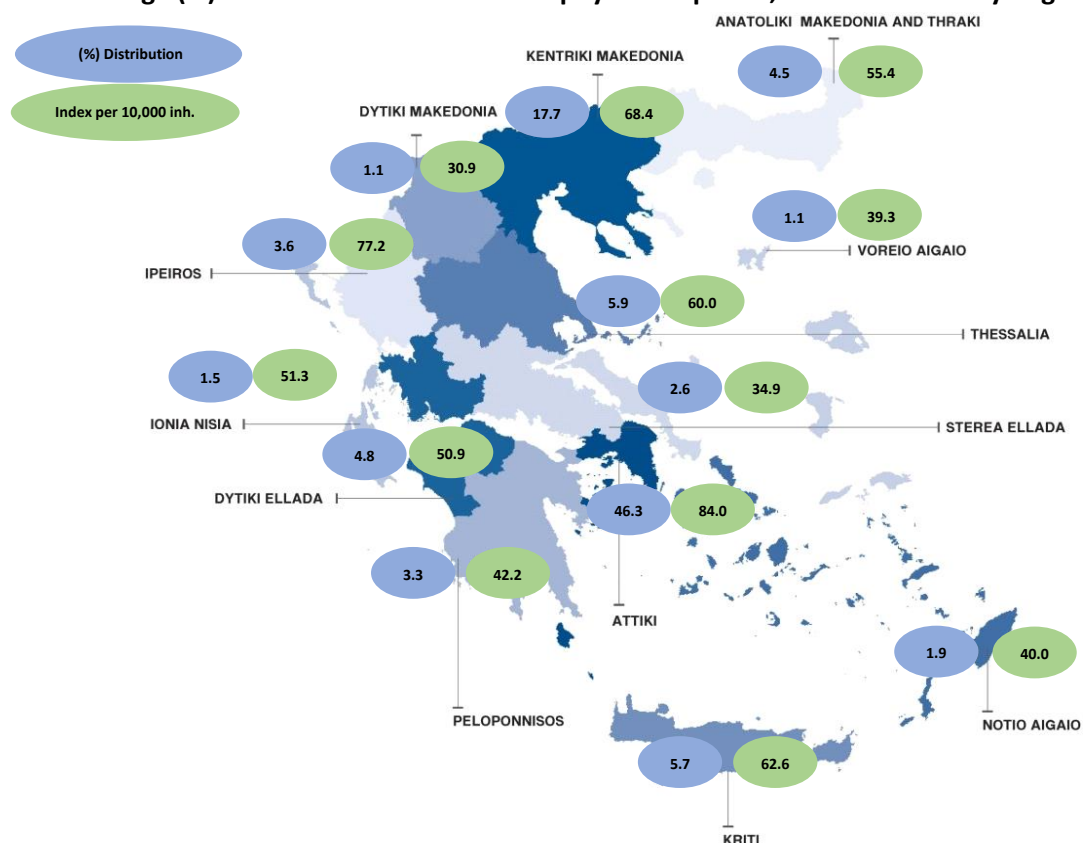 (%)
ANATOLIKI MAKEDONIA AND THRAKI
(%) Distribution
KENTRIKI MAKEDONIA
4.5 55.4
Index per 10,000 inh.
DYTIKI MAKEDONIA
17.7 68.4
1.1 30.9
1.1 39.3
3.6 77.2
VOREIO AIGAIO
IPEIROS
5.9 60.0
THESSALIA
1.5 51.3
2.6 34.9
IONIA NISIA
STEREA ELLADA
4.8 50.9
DYTIKI ELLADA
46.3 84.0
3.3 42.2
ATTIKI
1.9 40.0
PELOPONNISOS
NOTIO AIGAIO
5.7 62.6
KRITI